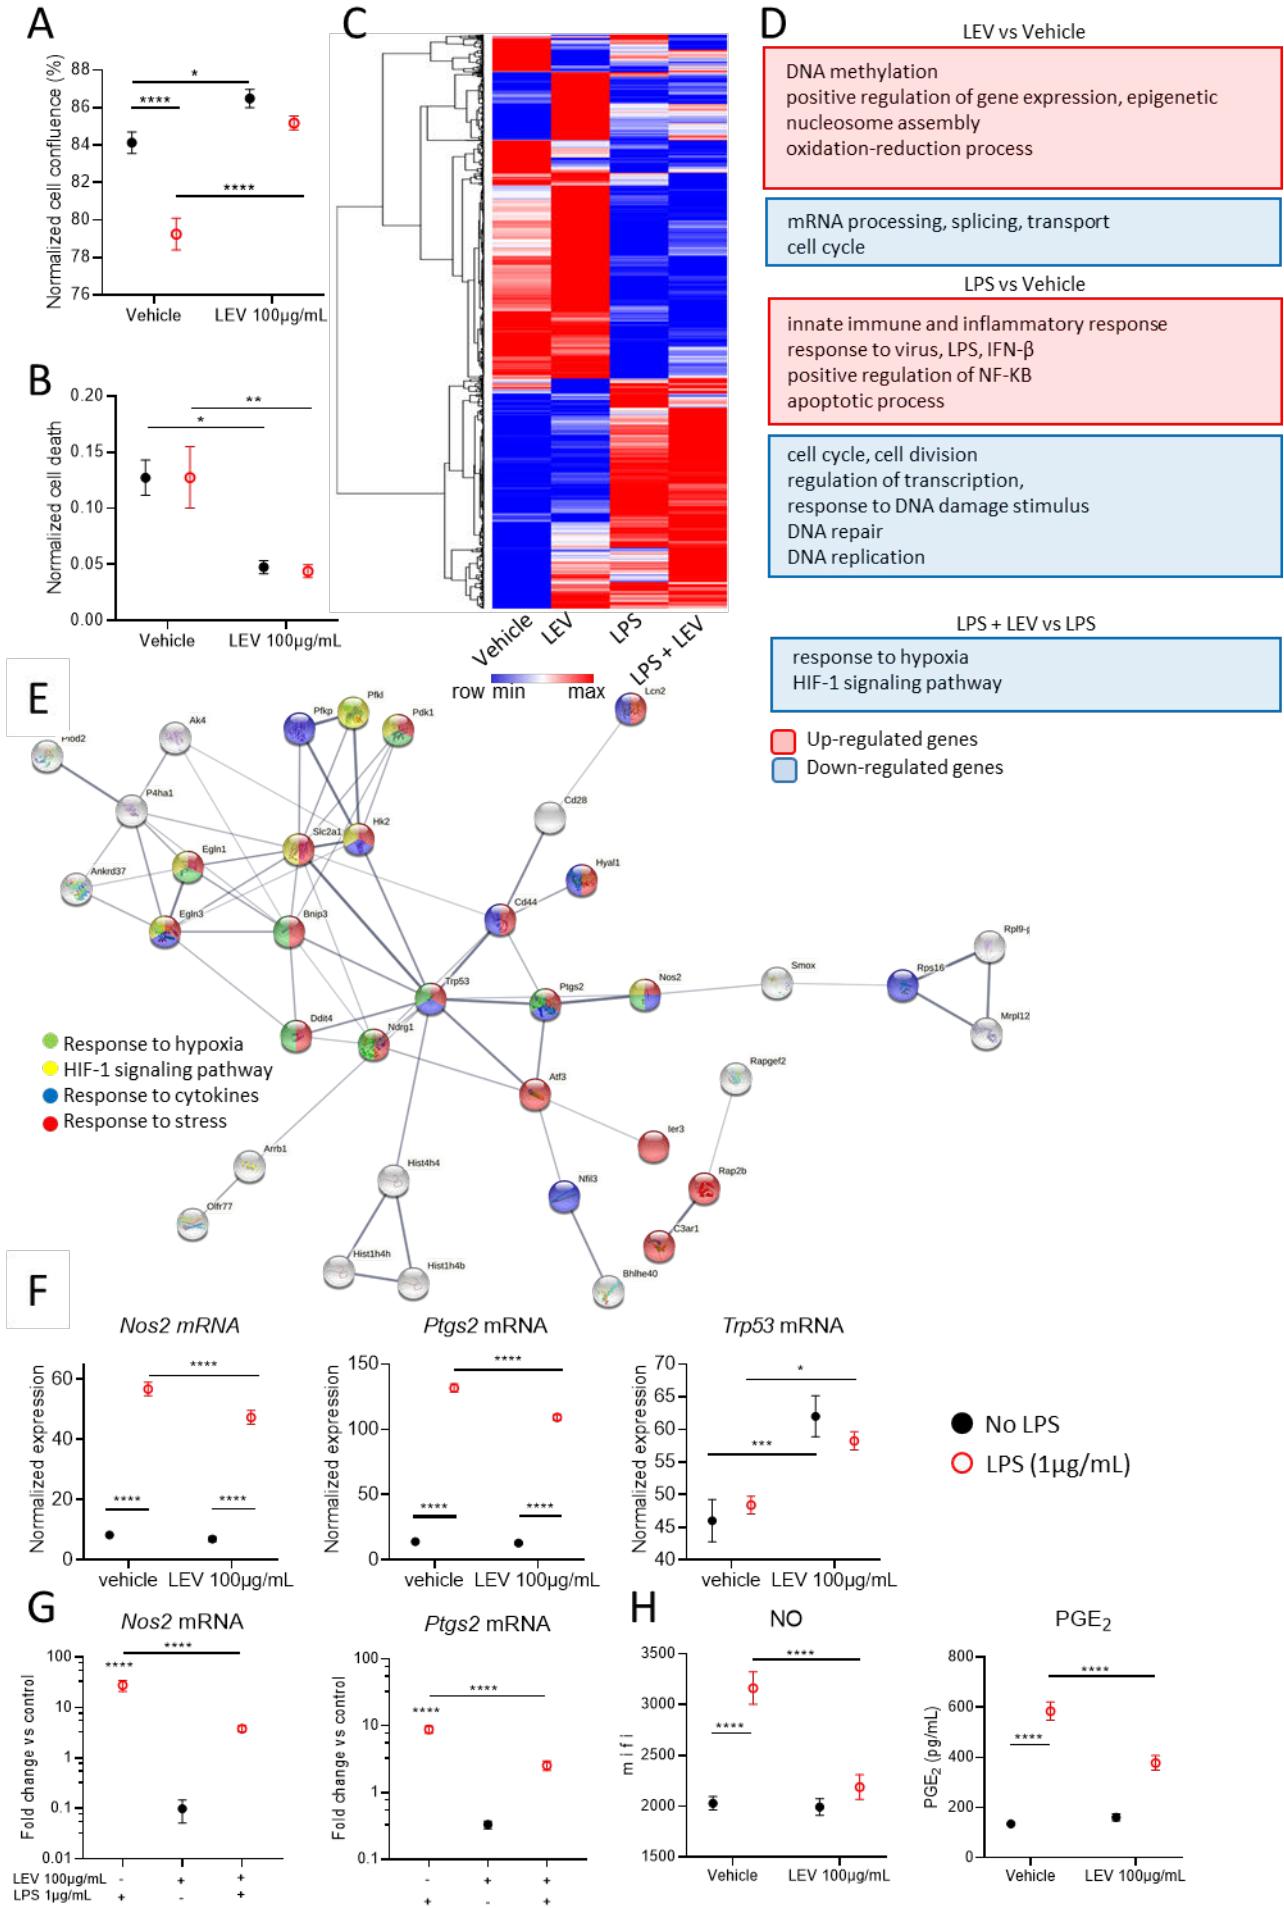 A
Normalized cell confluence (%)
88
86
84
82
80
78
76
*
****
****
Vehicle
LEV 100µg/mL
B
Normalized cell death
0.20
0.15
0.10
0.05
0.00
**
*
Vehicle
LEV 100µg/mL
C
Vehicle
LEV
LPS
LPS + LEV
row min
max
D
LEV vs Vehicle
DNA methylation
positive regulation of gene expression, epigenetic
nucleosome assembly
oxidation-reduction process
mRNA processing, splicing, transport
cell cycle
LPS vs Vehicle
innate immune and inflammatory response
response to virus, LPS, IFN-β
positive regulation of NF-KB
apoptotic process
cell cycle, cell division
regulation of transcription,
response to DNA damage stimulus
DNA repair
DNA replication
LPS + LEV vs LPS
response to hypoxia
HIF-1 signaling pathway
Up-regulated genes
Down-regulated genes
E
Plod2
Ak4
Pfkp
Pfkl
Pdk1
Lcn2
P4ha1
Slc2a1
Hk2
Cd28
Ankrd37
Egln1
Hyal1
Egln3
Bnip3
Cd44
Trp53
Ptgs2
Nos2
Smox
Rps16
Rpl9-p
Mrpl12
Ddit4
Ndrg1
Response to hypoxia
HIF-1 signaling pathway
Response to cytokines
Response to stress
Atf3
Rapgef2
Ier3
Rap2b
Arrb1
Hist4h4
Nfil3
C3ar1
Olfr77
Hist1h4h
Hist1h4b
Bhlhe40
F
Nos2 mRNA
Normalized expression
60
40
20
0
****
****
****
vehicle
LEV 100µg/mL
Ptgs2 mRNA
Normalized expression
150
100
50
0
****
****
****
vehicle
LEV 100µg/mL
Trp53 mRNA
Normalized expression
70
65
60
55
50
45
40
*
***
vehicle
LEV 100µg/mL
No LPS
LPS (1µg/mL)
G
Nos2 mRNA
Fold change vs control
100
10
1
0.1
0.01
****
****
LEV 100µg/mL
- + +
LPS 1µg/mL
+ - +
Ptgs2 mRNA
Fold change vs control
100
10
1
0.1
****
****
- + +
+ - +
H
NO
m i f i
3500
3000
2500
2000
1500
****
****
Vehicle
LEV 100µg/mL
PGE2
PGE2 (pg/mL)
800
600
400
200
0
****
****
Vehicle
LEV 100µg/mL